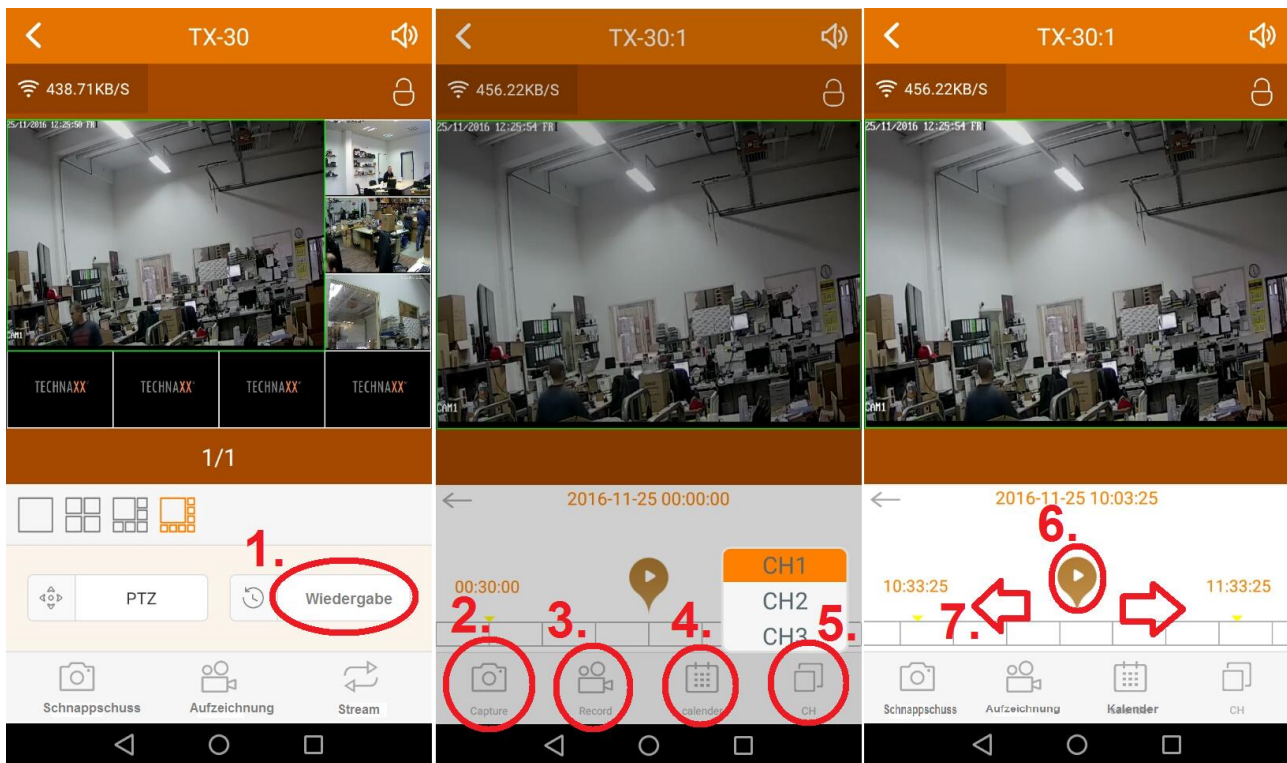 TX-30
438.71KB/S
25/11/2016 12:25:50 FRI
CAM1
TECHNAXX TECHNAXX TECHNAXX TECHNAXX
1/1
1.
PTZ
Wiedergabe
Schnappschuss Aufzeichnung Stream
TX-30:1
456.22KB/S
25/11/2016 12:25:54 FRI
CAM1
2016-11-25 00:00:00
00:30:00
CH1
CH2
CH3
2. 3. 4. 5.
Capture Record calender CH
TX-30:1
456.22KB/S
25/11/2016 12:25:54 FRI
CAM1
2016-11-25 10:03:25
6.
10:33:25 11:33:25
7.
Schnappschuss Aufzeichnung Kalender CH